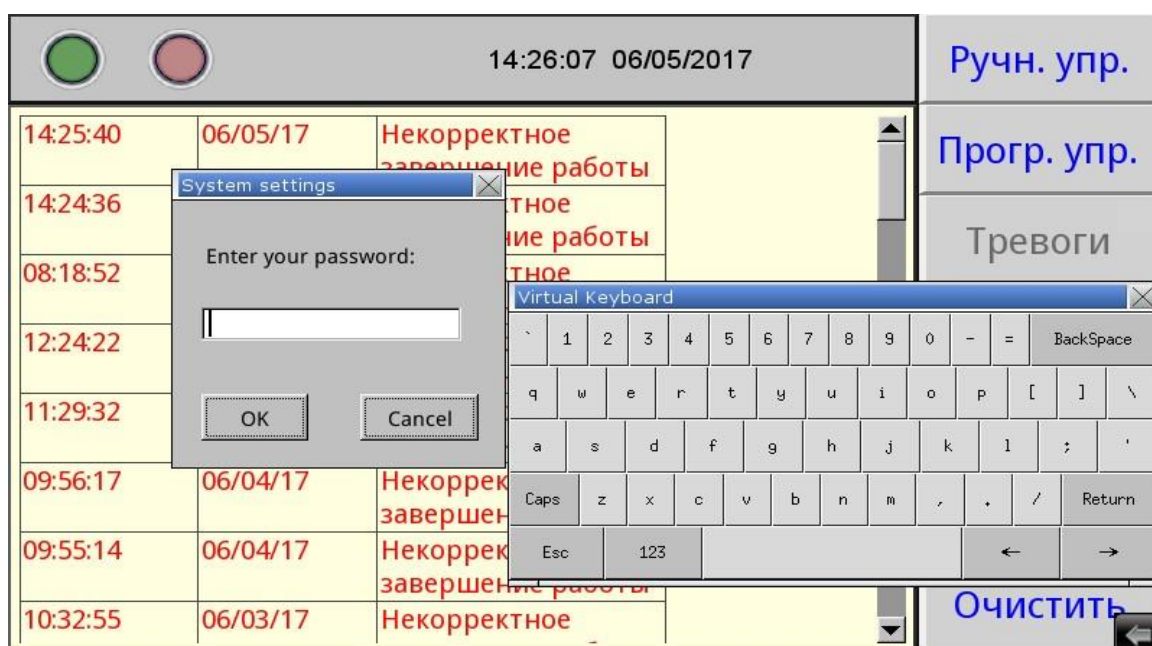 14:26:07 06/05/2017
Ручн. упр.
Прогр. упр.
Тревоги
Очистить
14:25:40 06/05/17 Некорректное
завершение работы
14:24:36
работы
08:18:52
12:24:22
11:29:32
09:56:17 06/04/17
09:55:14 06/04/17
10:32:55 06/03/17 Некорректное
System settings
Enter your password:
OK Cancel
Virtual Keyboard
` 1 2 3 4 5 6 7 8 9 0 - = BackSpace
q w e r t y u i o p [ ] \
a s d f g h j k l ; '
Caps z x c v b n m , . / Return
Esc 123 ← →